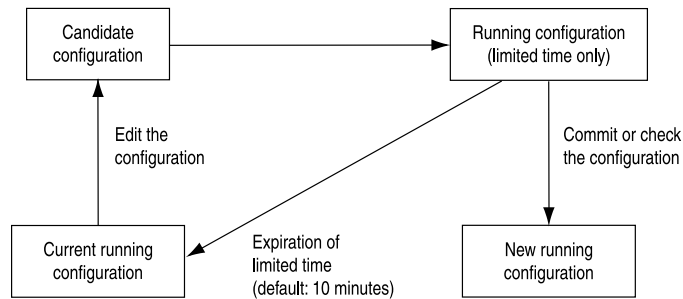 Candidate
configuration
Running configuration
(limited time only)
Edit the
configuration
Commit or check
the configuration
Current running
configuration
Expiration of
limited time
(default: 10 minutes)
New running
configuration